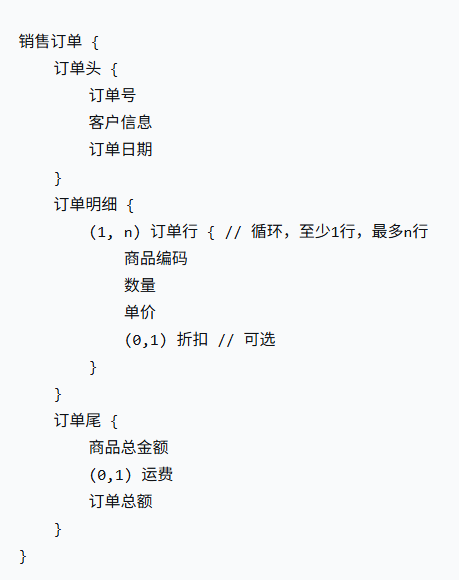 销售订单 {
订单头 {
订单号
客户信息
订单日期
}
订单明细 {
(1, n) 订单行 { // 循环，至少1行，最多n行
商品编码
数量
单价
(0,1) 折扣 // 可选
}
}
订单尾 {
商品总金额
(0,1) 运费
订单总额
}
}